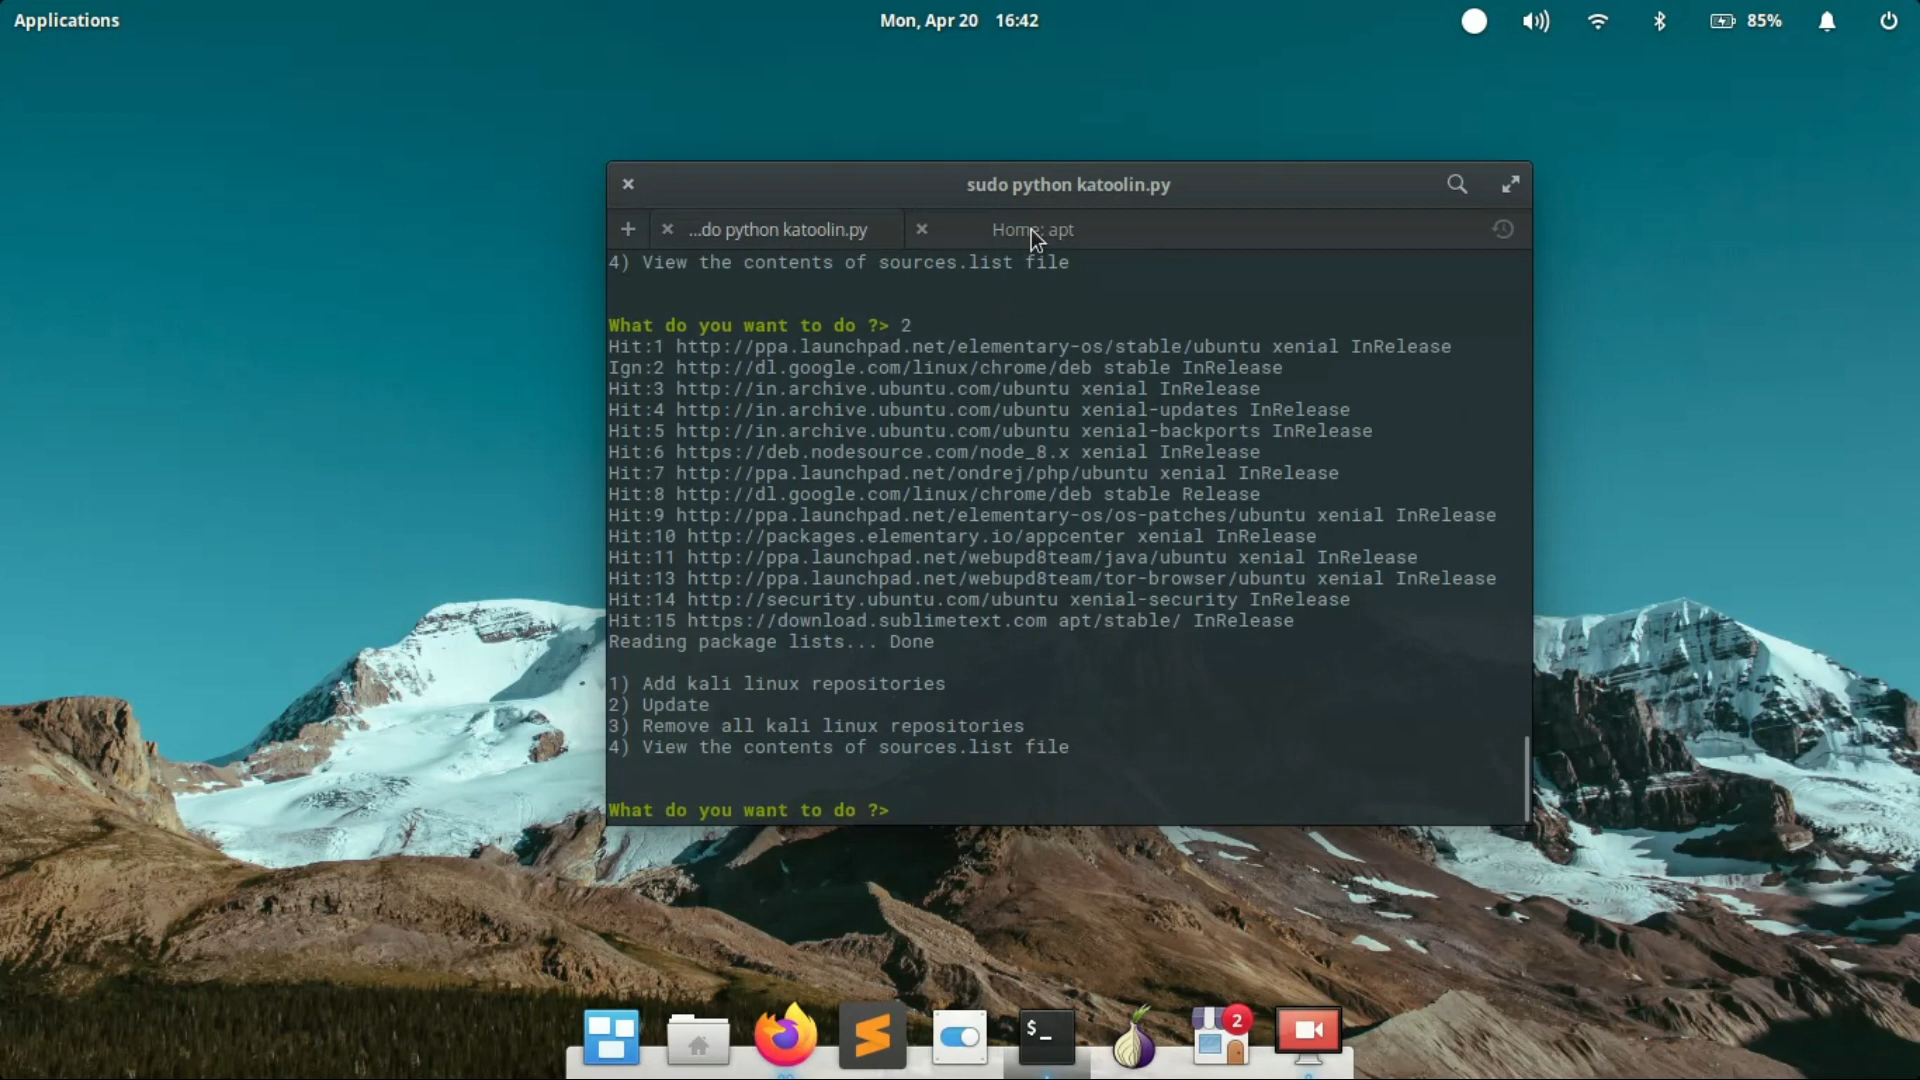 Applications
Mon, Apr 20 16:42
85%
sudo python katoolin.py
...do python katoolin.py
Home: apt
4) View the contents of sources.list file
What do you want to do ?> 2
Hit:1 http://ppa.launchpad.net/elementary-os/stable/ubuntu xenial InRelease
Ign:2 http://dl.google.com/linux/chrome/deb stable InRelease
Hit:3 http://in.archive.ubuntu.com/ubuntu xenial InRelease
Hit:4 http://in.archive.ubuntu.com/ubuntu xenial-updates InRelease
Hit:5 http://in.archive.ubuntu.com/ubuntu xenial-backports InRelease
Hit:6 https://deb.nodesource.com/node_8.x xenial InRelease
Hit:7 http://ppa.launchpad.net/ondrej/php/ubuntu xenial InRelease
Hit:8 http://dl.google.com/linux/chrome/deb stable Release
Hit:9 http://ppa.launchpad.net/elementary-os/os-patches/ubuntu xenial InRelease
Hit:10 http://packages.elementary.io/appcenter xenial InRelease
Hit:11 http://ppa.launchpad.net/webupd8team/java/ubuntu xenial InRelease
Hit:13 http://ppa.launchpad.net/webupd8team/tor-browser/ubuntu xenial InRelease
Hit:14 http://security.ubuntu.com/ubuntu xenial-security InRelease
Hit:15 https://download.sublimetext.com apt/stable/ InRelease
Reading package lists... Done
1) Add kali linux repositories
2) Update
3) Remove all kali linux repositories
4) View the contents of sources.list file
What do you want to do ?>
$_
2